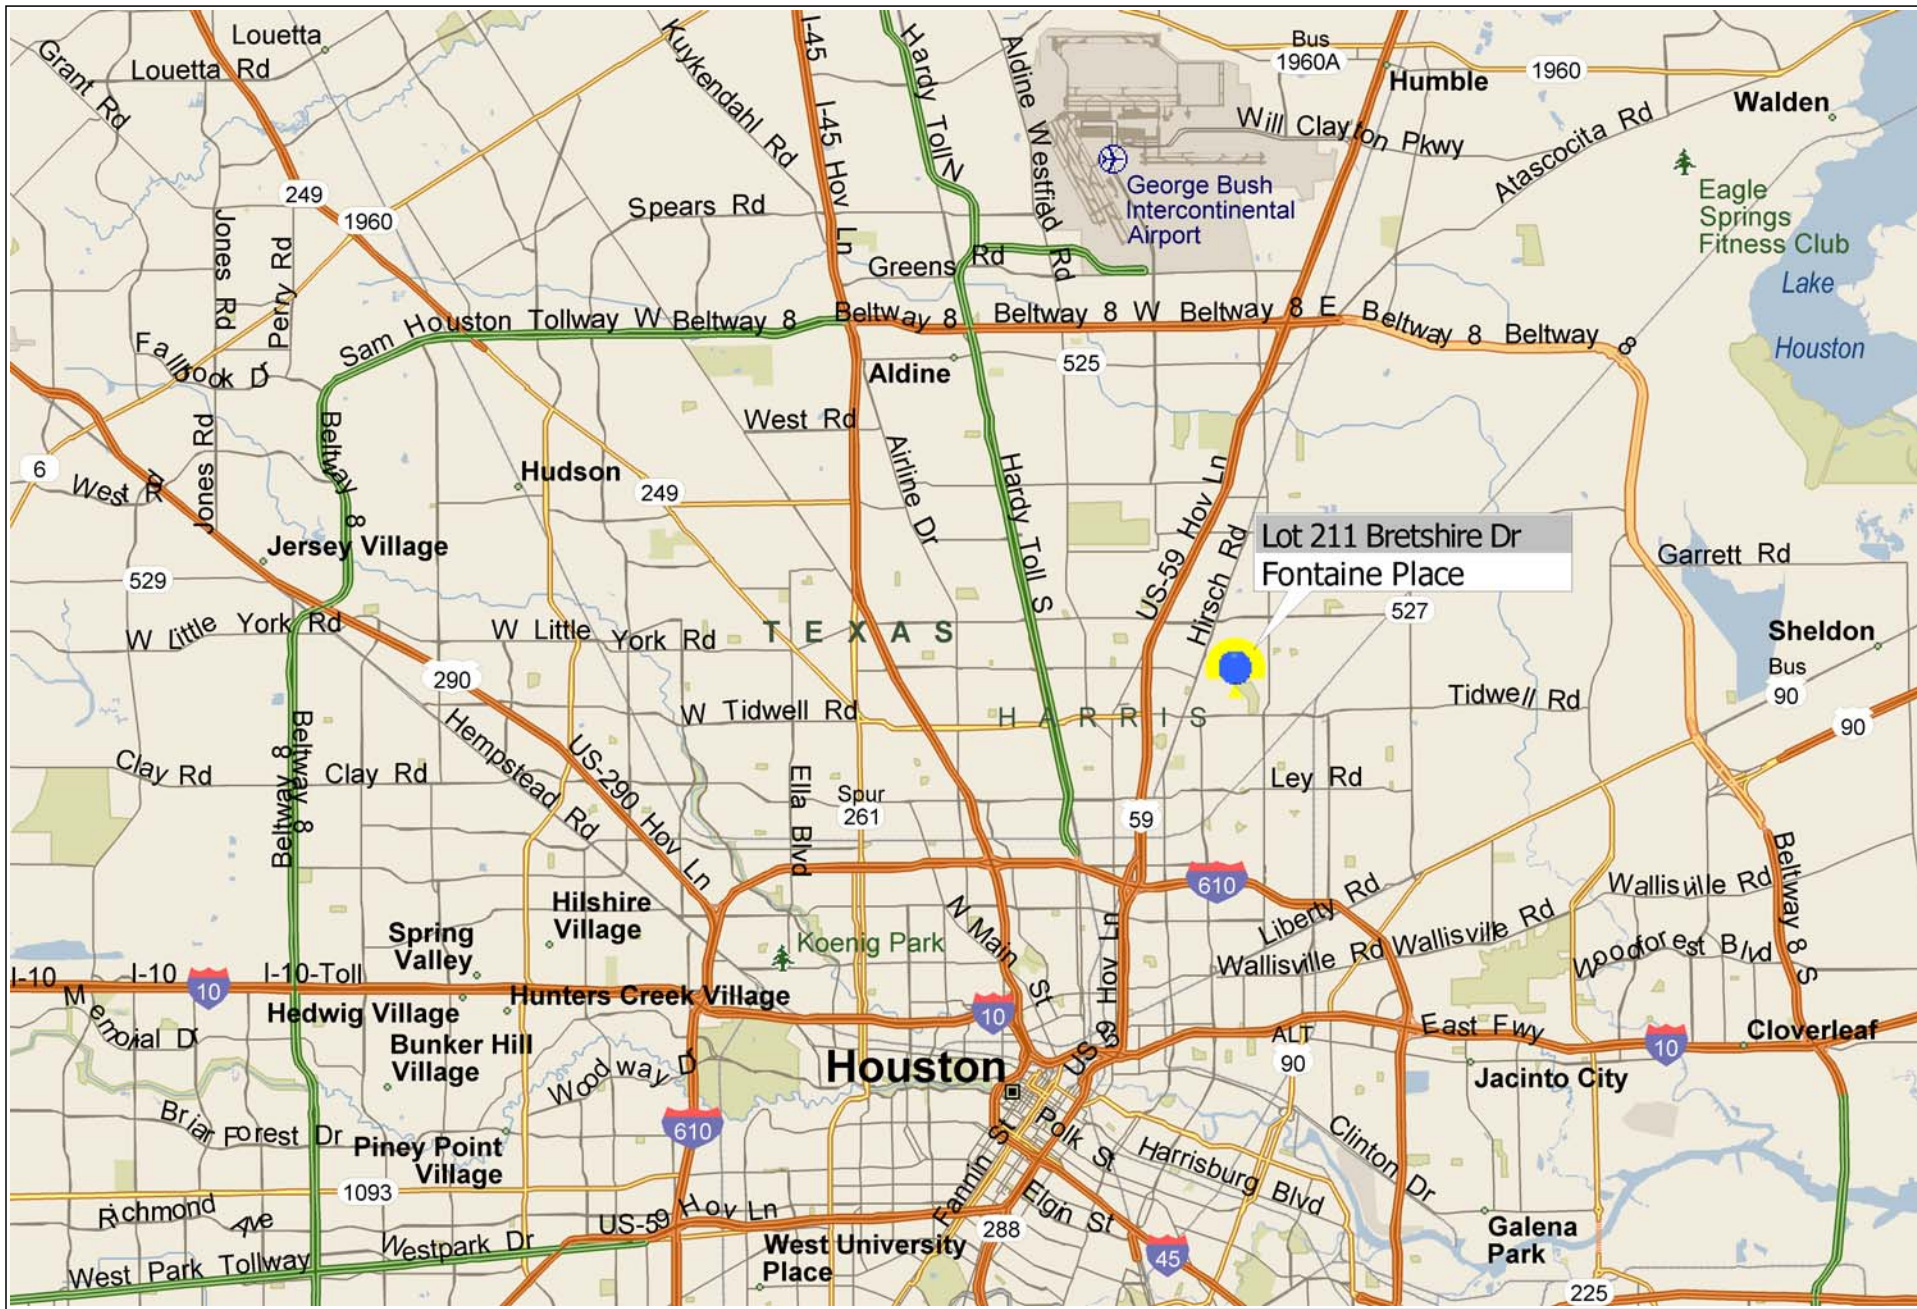 Louetta
Louetta Rd
Grant Rd
Kuykendahl Rd
I-45
I-45 Hov Ln
Hardy Toll N
Aldine Westfield Rd
Bus
1960A
Humble
1960
Walden
Will Clayton Pkwy
Atascocita Rd
249
1960
Jones Rd
Perry Rd
Spears Rd
George Bush
Intercontinental
Airport
Eagle
Springs
Fitness Club
Greens Rd
Lake
Houston
Fallbrook Dr
Sam Houston Tollway W Beltway 8
Beltway 8
Beltway 8 W
Beltway 8 E
Beltway 8
Beltway 8
Aldine
525
West Rd
Beltway 8
Jones Rd
6
West Rd
Hudson
249
Airline Dr
Hardy Toll S
US-59 Hov Ln
Hirsch Rd
Lot 211 Bretshire Dr
Fontaine Place
Jersey Village
Garrett Rd
529
527
W Little York Rd
W Little York Rd
TEXAS
Sheldon
Bus
90
290
Tidwell Rd
W Tidwell Rd
HARRIS
90
Hempstead Rd
US-290 Hov Ln
Beltway 8
Beltway 8
Clay Rd
Clay Rd
Ella Blvd
Spur
261
Ley Rd
59
Beltway 8 S
610
Wallisville Rd
Liberty Rd
Hilshire
Village
N Main St
US-59 Hov Ln
Spring
Valley
Koenig Park
Wallisville Rd
Wallisville Rd
Woodforest Blvd
I-10
I-10
I-10-Toll
10
Memorial Dr
Hedwig Village
Hunters Creek Village
10
ALT
90
East Fwy
10
Cloverleaf
Bunker Hill
Village
Woodway Dr
Houston
Jacinto City
Briar Forest Dr
Piney Point
Village
610
Polk St
Fannin St
Harrisburg Blvd
Clinton Dr
1093
Richmond Ave
US-59 Hov Ln
Elgin St
288
Galena
Park
West Park Tollway
Westpark Dr
West University
Place
45
225